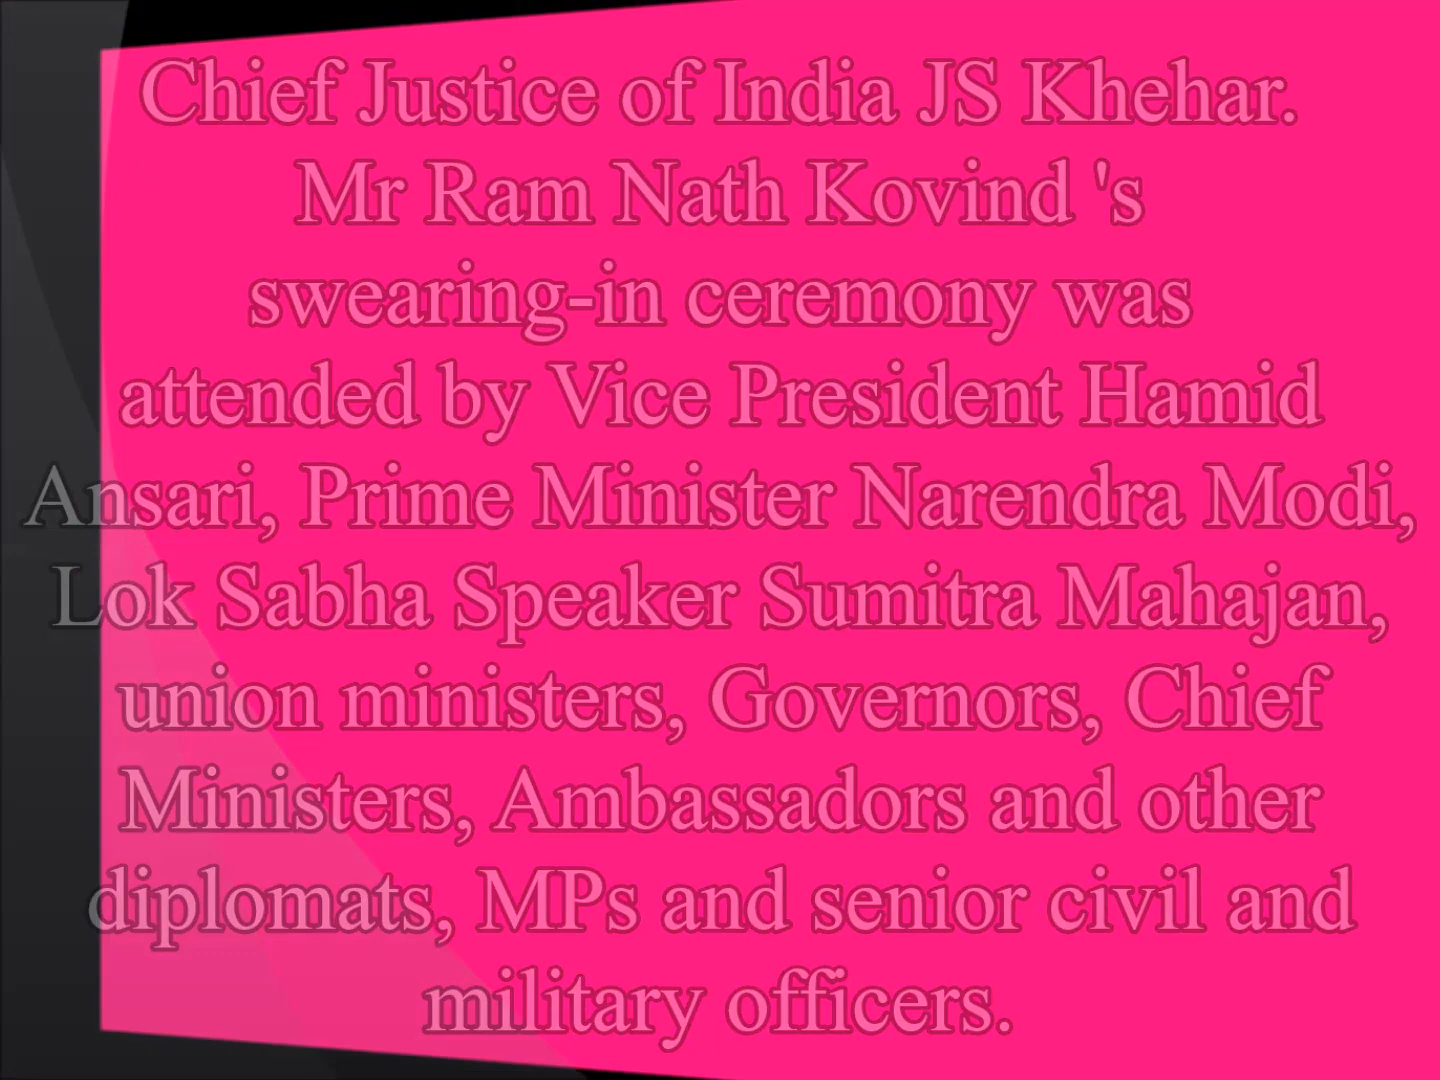 Chief Justice of India JS Khehar.
Mr Ram Nath Kovind 's
swearing-in ceremony was
attended by Vice President Hamid
Ansari, Prime Minister Narendra Modi,
Lok Sabha Speaker Sumitra Mahajan,
union ministers, Governors, Chief
Ministers, Ambassadors and other
diplomats, MPs and senior civil and
military officers.